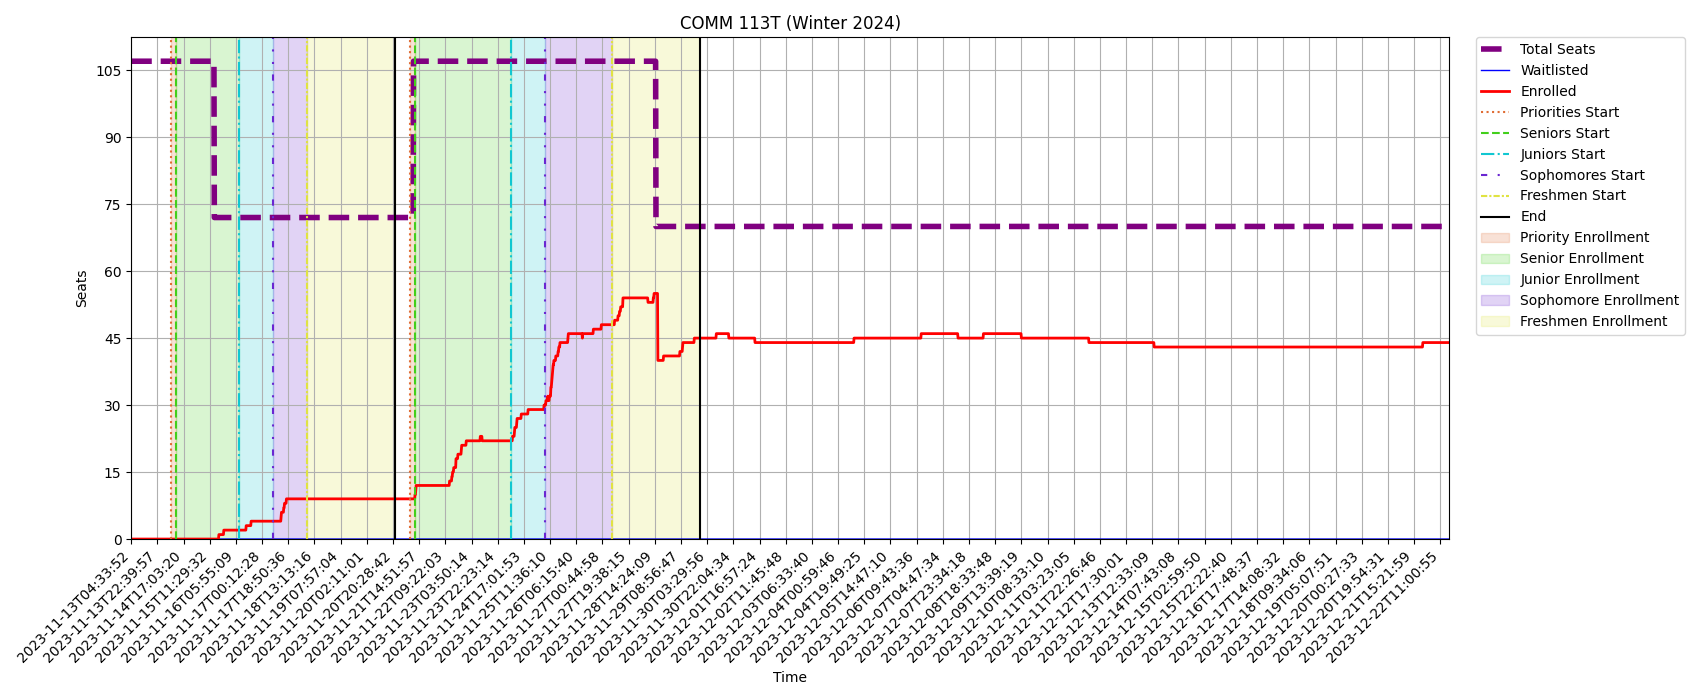 COMM 113T (Winter 2024)
Total Seats
Waitlisted
Enrolled
Priorities Start
Seniors Start
Juniors Start
Sophomores Start
Freshmen Start
End
Priority Enrollment
Senior Enrollment
Junior Enrollment
Sophomore Enrollment
Freshmen Enrollment
Seats
105
90
75
60
45
30
15
0
2023-11-13T04:33:52
2023-11-13T22:39:57
2023-11-14T17:03:20
2023-11-15T11:29:32
2023-11-16T05:55:09
2023-11-17T00:12:28
2023-11-17T18:50:36
2023-11-18T13:13:16
2023-11-19T07:57:04
2023-11-20T02:11:01
2023-11-20T20:28:42
2023-11-21T14:51:57
2023-11-22T09:22:03
2023-11-23T03:50:14
2023-11-23T22:23:14
2023-11-24T17:01:53
2023-11-25T11:36:10
2023-11-26T06:15:40
2023-11-27T00:44:58
2023-11-27T19:38:15
2023-11-28T14:24:09
2023-11-29T08:56:47
2023-11-30T03:29:56
2023-11-30T22:04:34
2023-12-01T16:57:24
2023-12-02T11:45:48
2023-12-03T06:33:40
2023-12-04T00:59:46
2023-12-04T19:49:25
2023-12-05T14:47:10
2023-12-06T09:43:36
2023-12-07T04:47:34
2023-12-07T23:34:18
2023-12-08T18:33:48
2023-12-09T13:39:19
2023-12-10T08:33:10
2023-12-11T03:23:05
2023-12-11T22:26:46
2023-12-12T17:30:01
2023-12-13T12:33:09
2023-12-14T07:43:08
2023-12-15T02:59:50
2023-12-15T22:22:40
2023-12-16T17:48:37
2023-12-17T14:08:32
2023-12-18T09:34:06
2023-12-19T05:07:51
2023-12-20T00:27:33
2023-12-20T19:54:31
2023-12-21T15:21:59
2023-12-22T11:00:55
Time